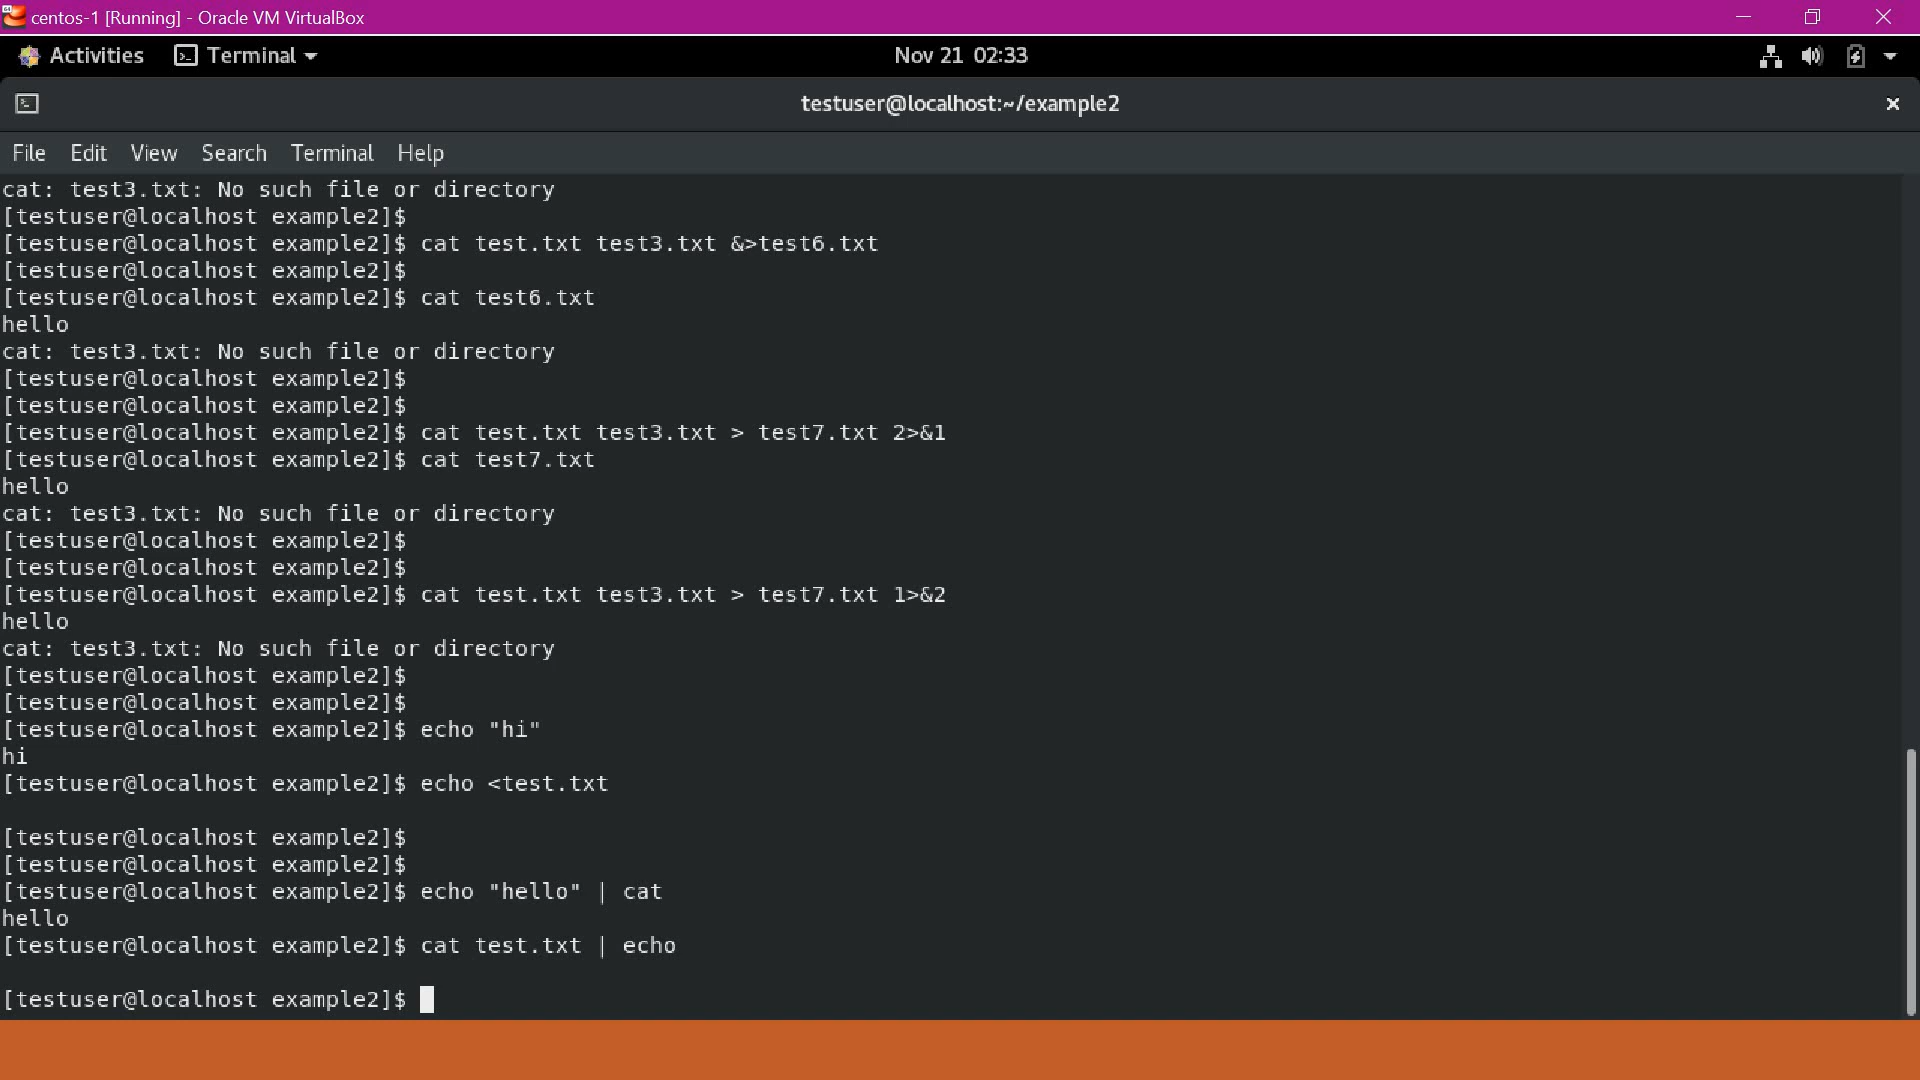 centos-1 [Running] - Oracle VM VirtualBox
Activities Terminal Nov 21 02:33
testuser@localhost:~/example2
File Edit View Search Terminal Help
cat: test3.txt: No such file or directory
[testuser@localhost example2]$
[testuser@localhost example2]$ cat test.txt test3.txt &>test6.txt
[testuser@localhost example2]$
[testuser@localhost example2]$ cat test6.txt
hello
cat: test3.txt: No such file or directory
[testuser@localhost example2]$
[testuser@localhost example2]$
[testuser@localhost example2]$ cat test.txt test3.txt > test7.txt 2>&1
[testuser@localhost example2]$ cat test7.txt
hello
cat: test3.txt: No such file or directory
[testuser@localhost example2]$
[testuser@localhost example2]$
[testuser@localhost example2]$ cat test.txt test3.txt > test7.txt 1>&2
hello
cat: test3.txt: No such file or directory
[testuser@localhost example2]$
[testuser@localhost example2]$
[testuser@localhost example2]$ echo "hi"
hi
[testuser@localhost example2]$ echo <test.txt
[testuser@localhost example2]$
[testuser@localhost example2]$
[testuser@localhost example2]$ echo "hello" | cat
hello
[testuser@localhost example2]$ cat test.txt | echo
[testuser@localhost example2]$